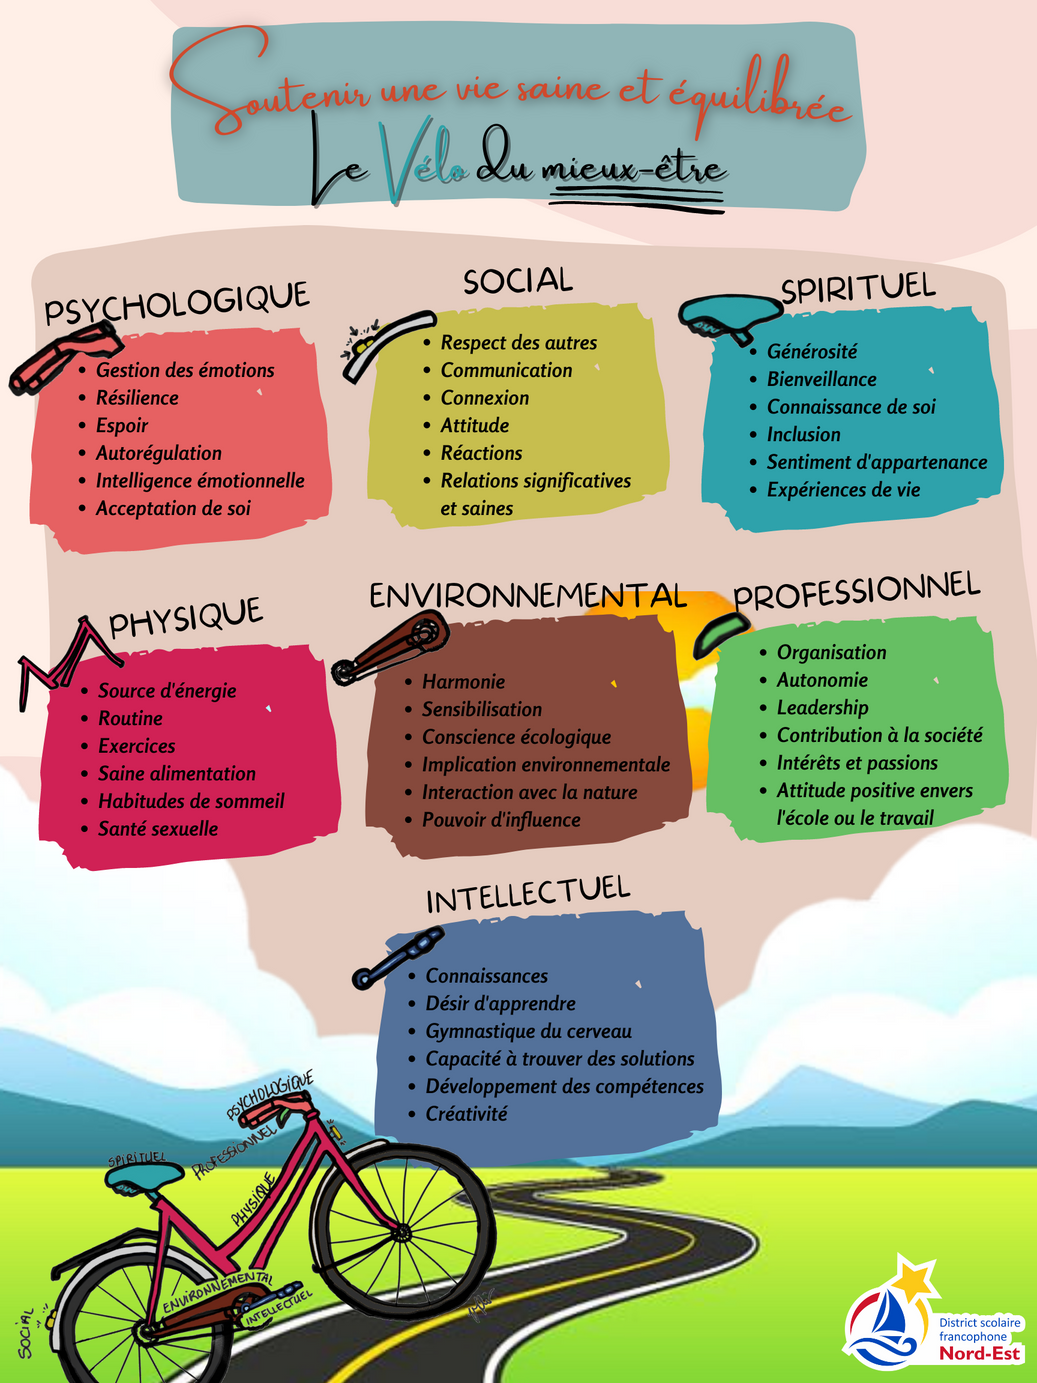 Soutenir une vie saine et équilibrée
Le Vélo du mieux-être
PSYCHOLOGIQUE
• Gestion des émotions
• Résilience
• Espoir
• Autorégulation
• Intelligence émotionnelle
• Acceptation de soi
SOCIAL
• Respect des autres
• Communication
• Connexion
• Attitude
• Réactions
• Relations significatives
et saines
SPIRITUEL
• Générosité
• Bienveillance
• Connaissance de soi
• Inclusion
• Sentiment d'appartenance
• Expériences de vie
PHYSIQUE
• Source d'énergie
• Routine
• Exercices
• Saine alimentation
• Habitudes de sommeil
• Santé sexuelle
ENVIRONNEMENTAL
• Harmonie
• Sensibilisation
• Conscience écologique
• Implication environnementale
• Interaction avec la nature
• Pouvoir d'influence
PROFESSIONNEL
• Organisation
• Autonomie
• Leadership
• Contribution à la société
• Intérêts et passions
• Attitude positive envers
l'école ou le travail
INTELLECTUEL
• Connaissances
• Désir d'apprendre
• Gymnastique du cerveau
• Capacité à trouver des solutions
• Développement des compétences
• Créativité
PSYCHOLOGIQUE
PROFESSIONNEL
SPIRITUEL
PHYSIQUE
ENVIRONNEMENTAL
INTELLECTUEL
SOCIAL
District scolaire
francophone
Nord-Est